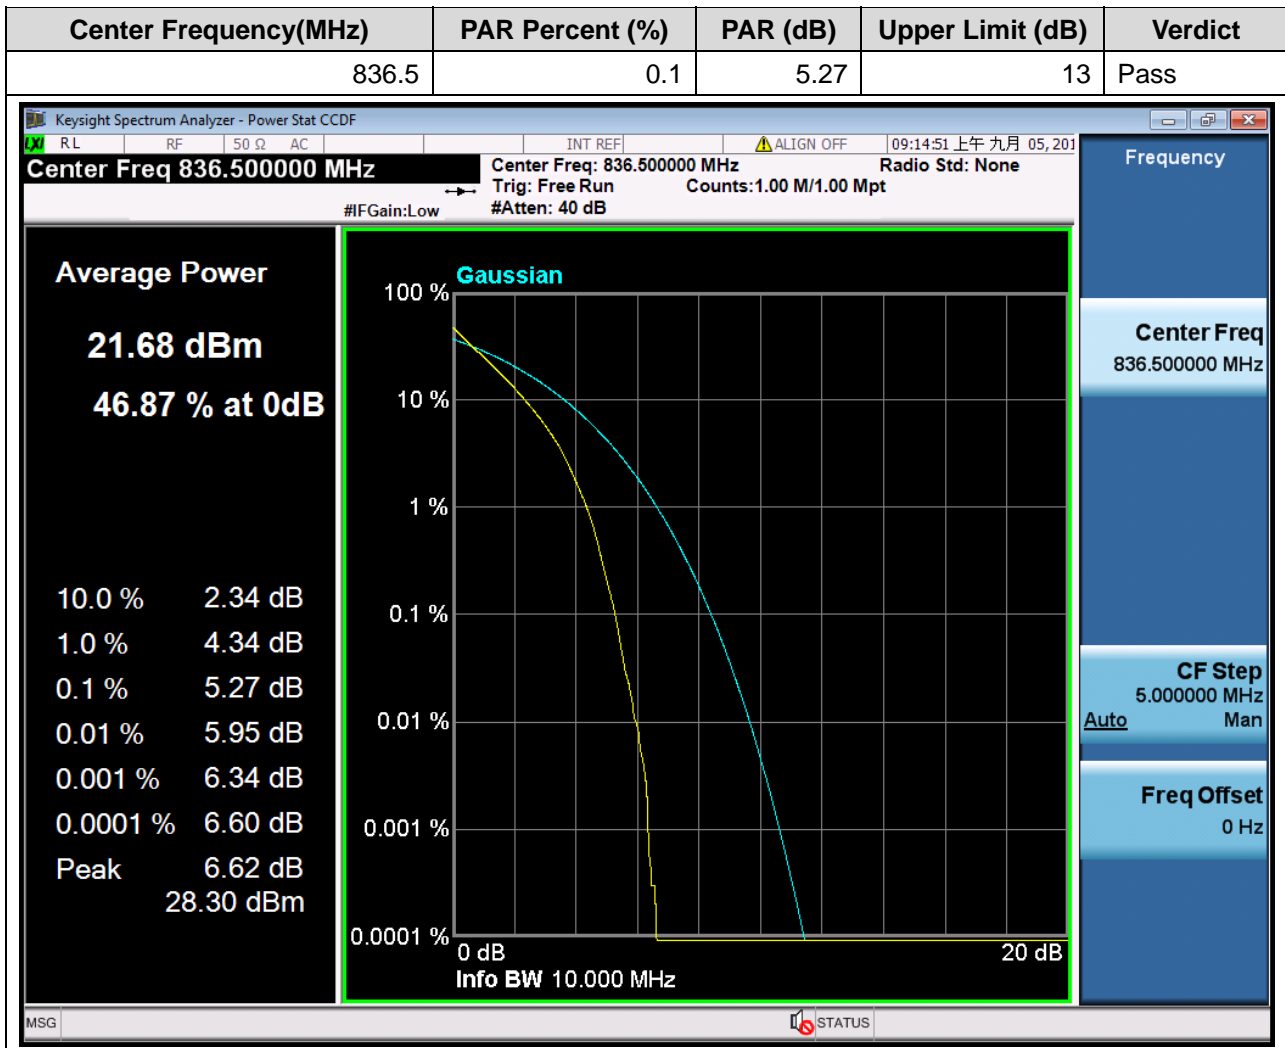 Center Frequency(MHz) PAR Percent (%) PAR (dB) Upper Limit (dB) Verdict
836.5 0.1 5.27 13 Pass
Keysight Spectrum Analyzer - Power Stat CCDF
LXI RL RF 50 Ω AC INT REF ALIGN OFF 09:14:51 上午 九月 05, 201
Center Freq 836.500000 MHz
Center Freq: 836.500000 MHz Radio Std: None
Trig: Free Run Counts:1.00 M/1.00 Mpt
#IFGain:Low #Atten: 40 dB
Average Power
21.68 dBm
46.87 % at 0dB
10.0 % 2.34 dB
1.0 % 4.34 dB
0.1 % 5.27 dB
0.01 % 5.95 dB
0.001 % 6.34 dB
0.0001 % 6.60 dB
Peak 6.62 dB
28.30 dBm
Gaussian
100 %
10 %
1 %
0.1 %
0.01 %
0.001 %
0.0001 %
0 dB 20 dB
Info BW 10.000 MHz
Frequency
Center Freq
836.500000 MHz
CF Step
5.000000 MHz
Auto Man
Freq Offset
0 Hz
MSG STATUS